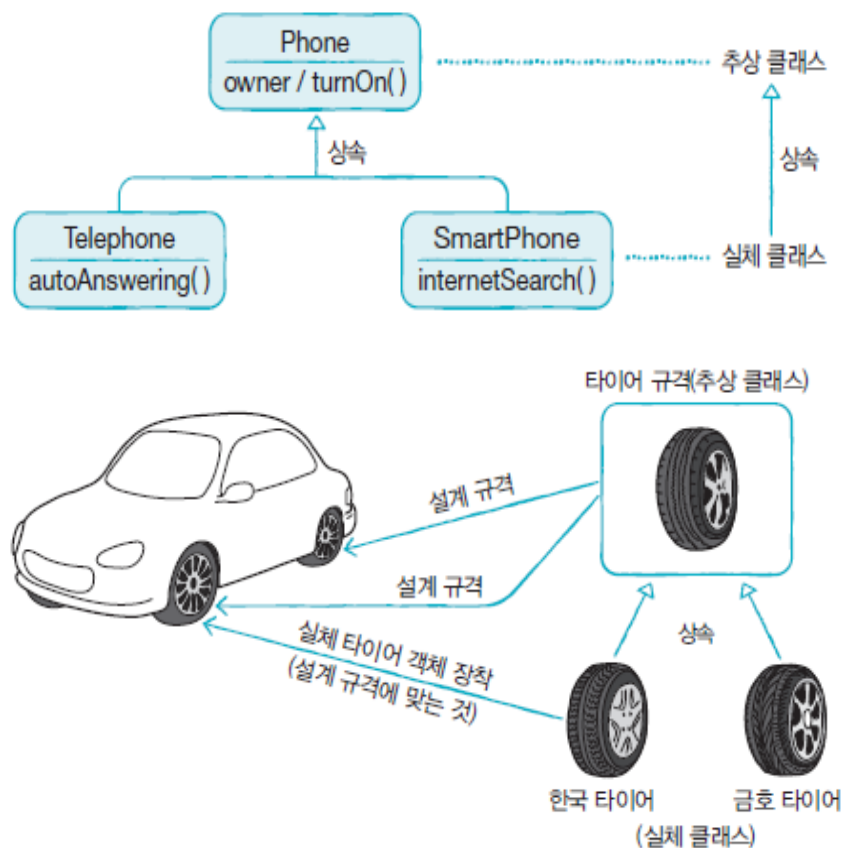 Phone
owner / turnOn( )
추상 클래스
상속
상속
Telephone
autoAnswering( )
SmartPhone
internetSearch( )
실체 클래스
타이어 규격(추상 클래스)
설계 규격
설계 규격
실체 타이어 객체 장착
(설계 규격에 맞는 것)
상속
한국 타이어
금호 타이어
(실체 클래스)